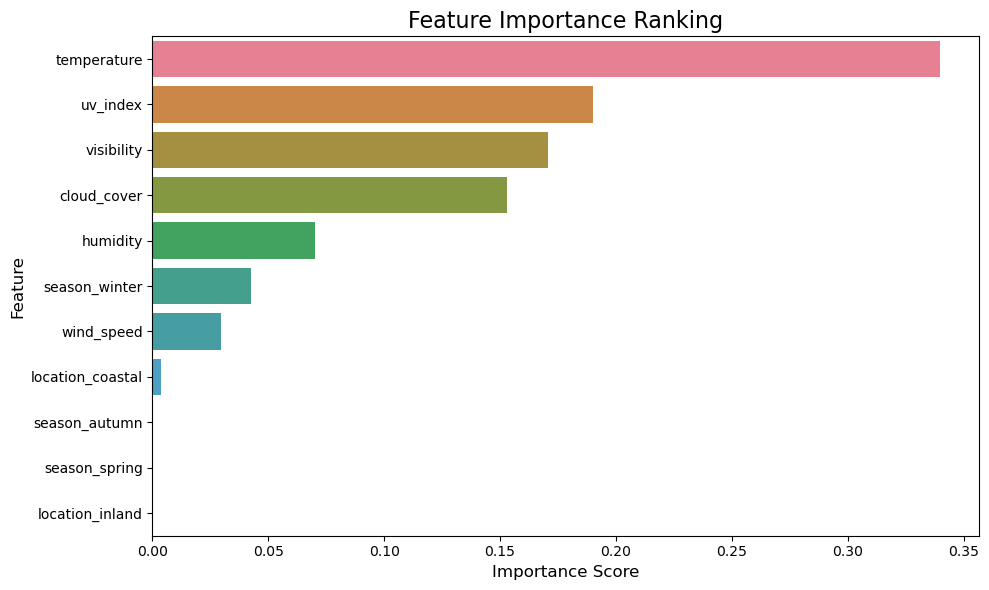 Feature Importance Ranking
Feature
temperature
uv_index
visibility
cloud_cover
humidity
season_winter
wind_speed
location_coastal
season_autumn
season_spring
location_inland
0.00 0.05 0.10 0.15 0.20 0.25 0.30 0.35
Importance Score